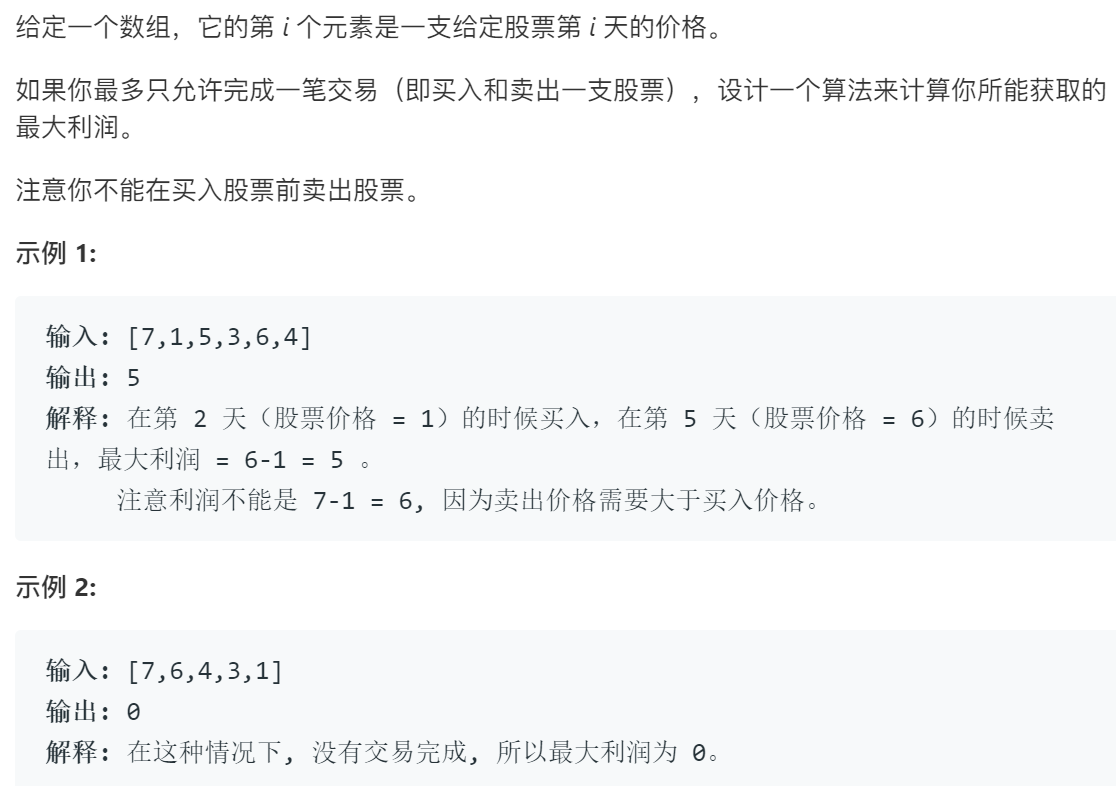 给定一个数组，它的第 i 个元素是一支给定股票第 i 天的价格。
如果你最多只允许完成一笔交易（即买入和卖出一支股票），设计一个算法来计算你所能获取的
最大利润。
注意你不能在买入股票前卖出股票。
示例 1:
输入: [7,1,5,3,6,4]
输出: 5
解释: 在第 2 天（股票价格 = 1）的时候买入，在第 5 天（股票价格 = 6）的时候卖
出，最大利润 = 6-1 = 5 。
注意利润不能是 7-1 = 6, 因为卖出价格需要大于买入价格。
示例 2:
输入: [7,6,4,3,1]
输出: 0
解释: 在这种情况下, 没有交易完成, 所以最大利润为 0。